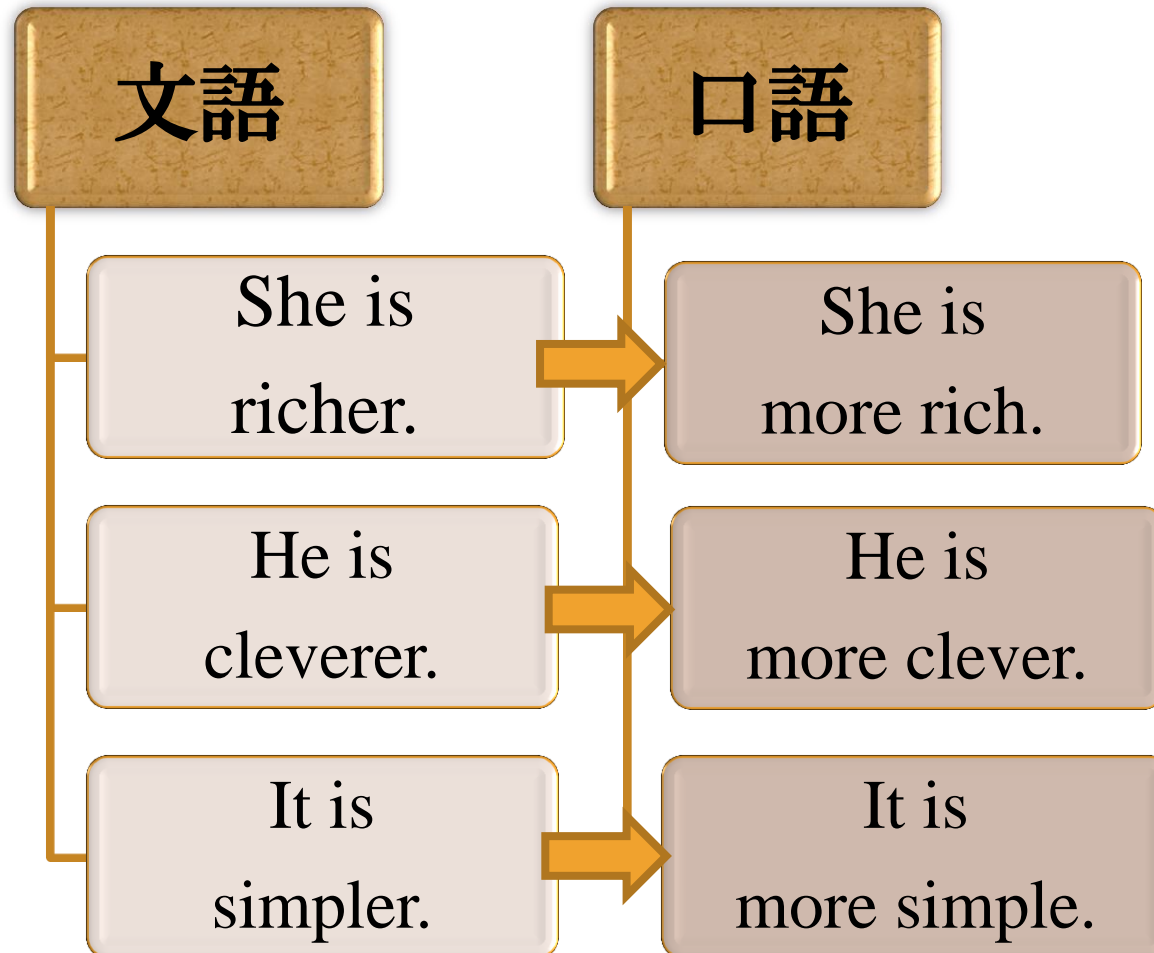 文語
口語
She is
richer.
She is
more rich.
He is
cleverer.
He is
more clever.
It is
simpler.
It is
more simple.